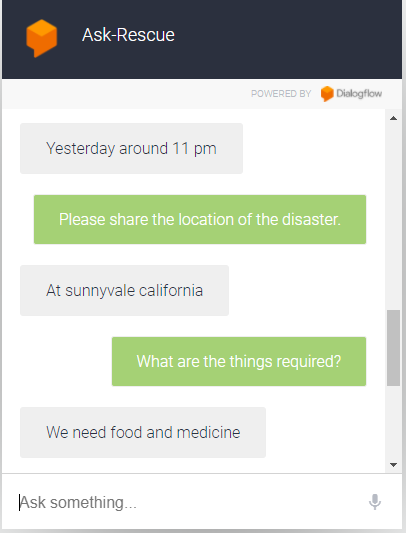 Ask-Rescue
POWERED BY Dialogflow
Yesterday around 11 pm
Please share the location of the disaster.
At sunnyvale california
What are the things required?
We need food and medicine
Ask something...